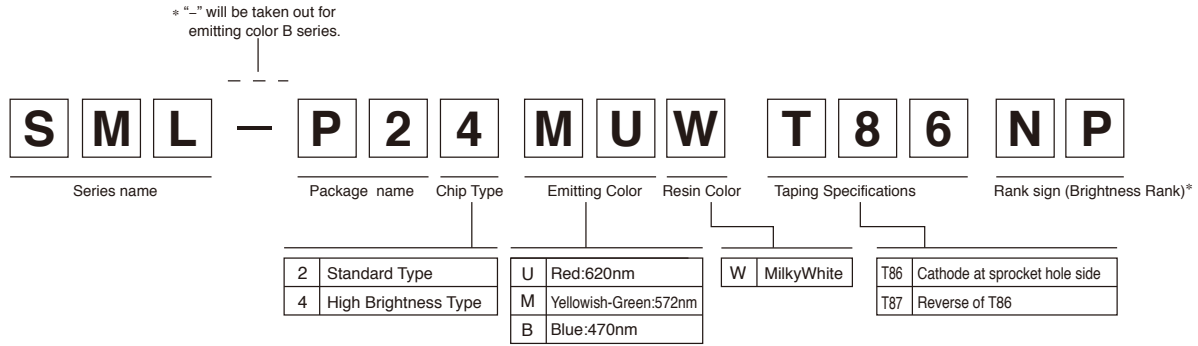 * “–” will be taken out for
emitting color B series.
S M L – P 2 4 M U W T 8 6 N P
Series name Package name Chip Type Emitting Color Resin Color Taping Specifications Rank sign (Brightness Rank)*
2 Standard Type
4 High Brightness Type
U Red:620nm
M Yellowish-Green:572nm
B Blue:470nm
W MilkyWhite
T86 Cathode at sprocket hole side
T87 Reverse of T86